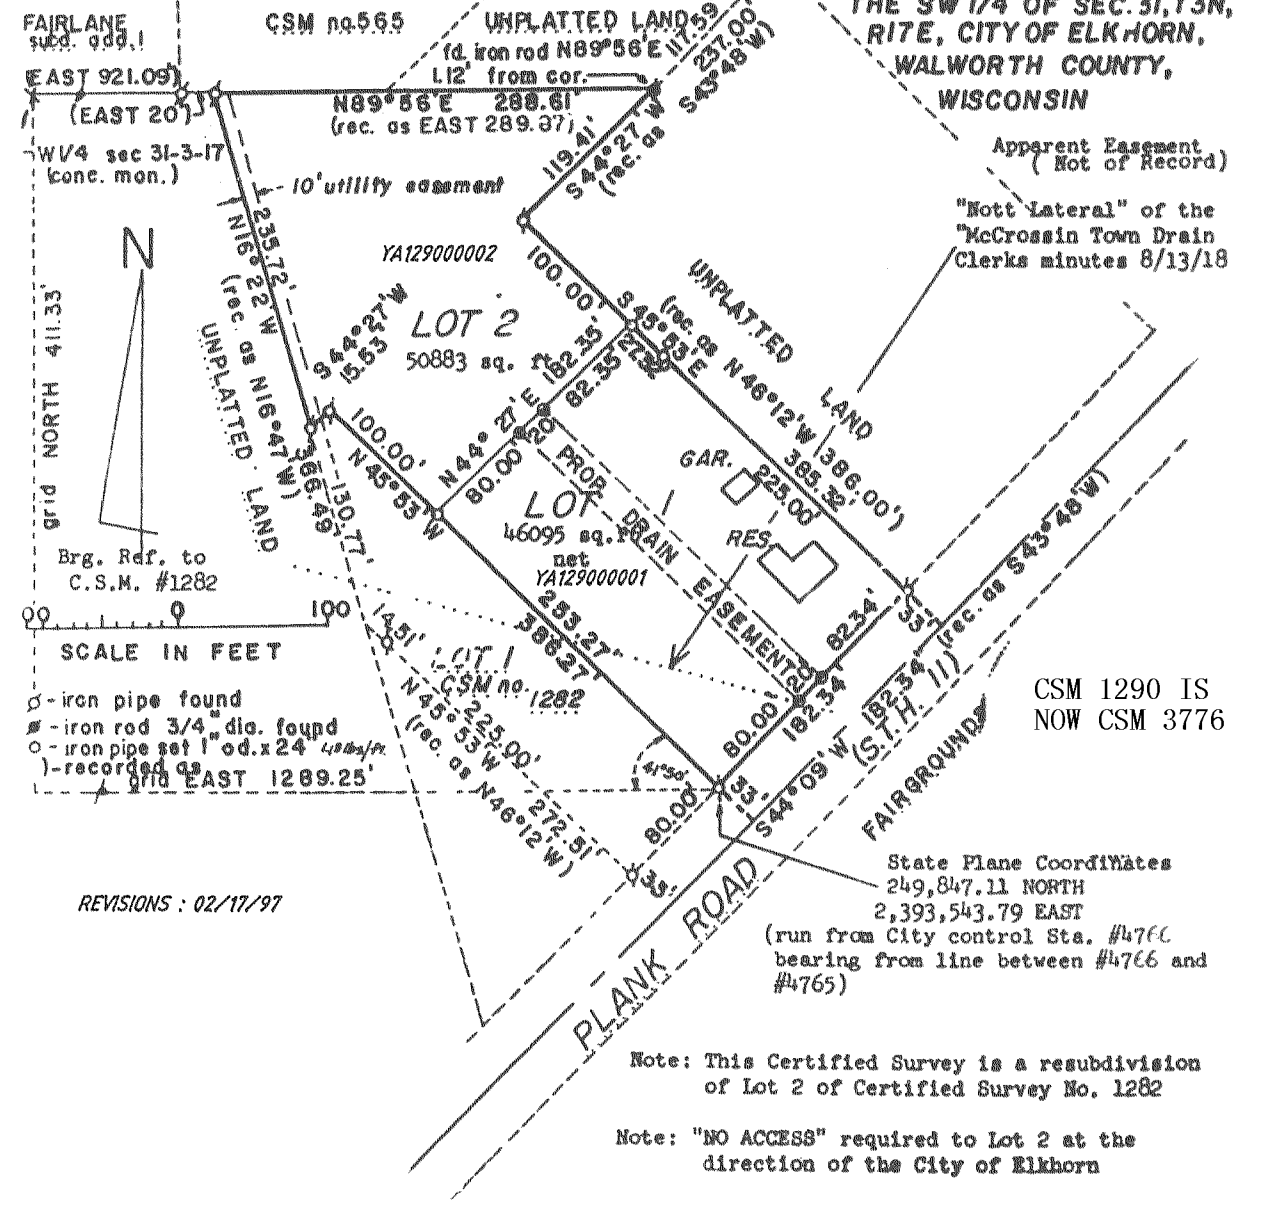 FAIRLANE
subd. add.1
CSM no.565
UNPLATTED LAND
fd. iron rod N89°56'E 117.59
1.12' from cor.
237.00'
S43°48'W)
THE SW 1/4 OF SEC. 31, T3N,
R17E, CITY OF ELKHORN,
WALWORTH COUNTY,
WISCONSIN
(EAST 921.09')
(EAST 20')
N89°56'E 288.61'
(rec. as EAST 289.07)
119.41'
S44°27'W
(rec. as
W1/4 sec 31-3-17
(conc. mon.)
10' utility easement
Apparent Easement
( Not of Record)
"Nott Lateral" of the
"McCrossin Town Drain
Clerks minutes 8/13/18
N
235.72'
N16°22'W
(rec. as N16°47'W)
366.49'
UNPLATTED LAND
grid NORTH 411.33'
YA129000002
LOT 2
50883 sq. ft.
S44°27'W
15.63'
100.00'
S45°53'E
(rec. as N46°12'W 386.00')
385.32'
225.00'
UNPLATTED LAND
182.35'
82.35'
N44°27'E
20'
80.00'
100.00'
N45°53'W
130.77'
PROP. DRAIN EASEMENT
GAR.
RES.
LOT 1
46095 sq.ft.
net
YA129000001
253.27'
386.27'
Brg. Ref. to
C.S.M. #1282
0 100
SCALE IN FEET
14.51'
LOT 1
CSM no. 1282
N45°53'W 225.00'
(rec. as N46°12'W)
272.51'
82.34'
20'
80.00'
182.34'
33'
182.34'
(rec. as S43°48'W)
(S.T.H. 11)
S44°09'W
FAIRGROUNDS
CSM 1290 IS
NOW CSM 3776
-iron pipe found
-iron rod 3/4" dia. found
-iron pipe set 1" od.x24"
)-recorded as
grid EAST 1289.25'
41°50'
80.00'
33'
33'
PLANK ROAD
REVISIONS : 02/17/97
State Plane Coordinates
249,847.11 NORTH
2,393,543.79 EAST
(run from City control Sta. #4766
bearing from line between #4766 and
#4765)
Note: This Certified Survey is a resubdivision
of Lot 2 of Certified Survey No. 1282
Note: "NO ACCESS" required to Lot 2 at the
direction of the City of Elkhorn